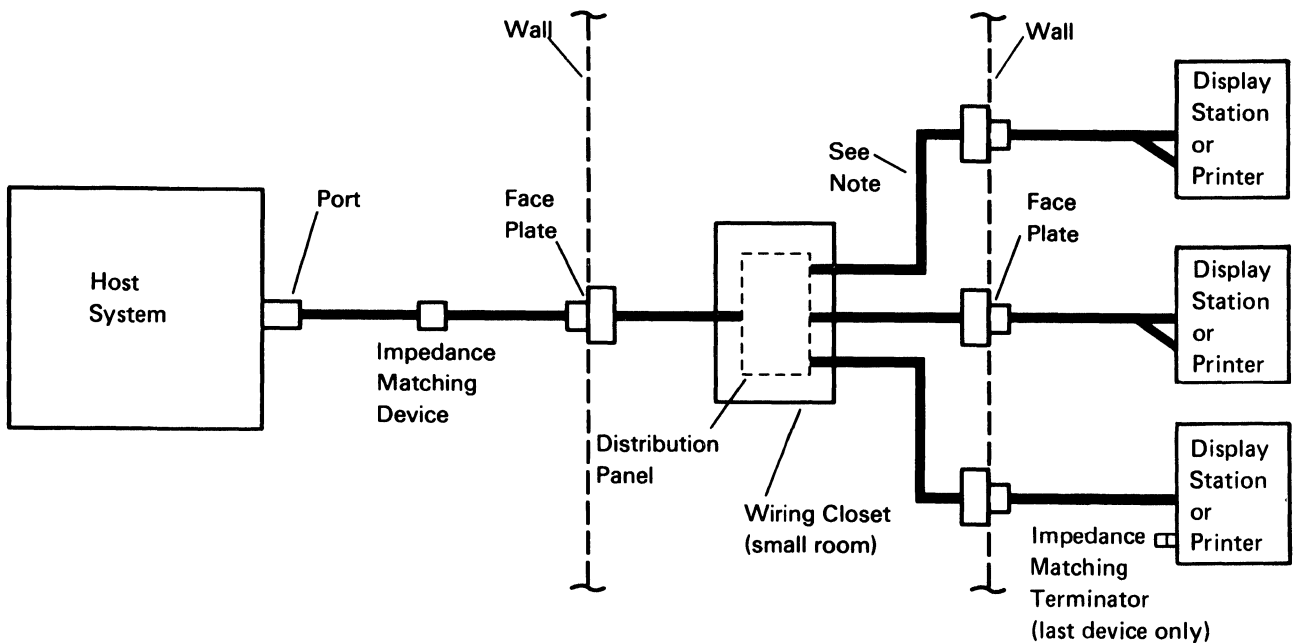 Wall
Wall
Display
Station
or
Printer
See
Note
Port
Face
Plate
Face
Plate
Host
System
Display
Station
or
Printer
Impedance
Matching
Device
Distribution
Panel
Wiring Closet
(small room)
Display
Station
or
Printer
Impedance
Matching
Terminator
(last device only)